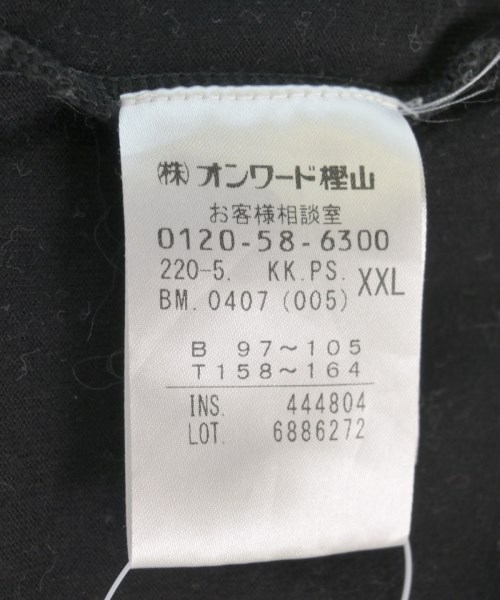 ㈱オンワード樫山
お客様相談室
0120-58-6300
220-5. KK.PS. XXL
BM. 0407 (005)
B 97～105
T 158～164
INS. 444804
LOT. 6886272